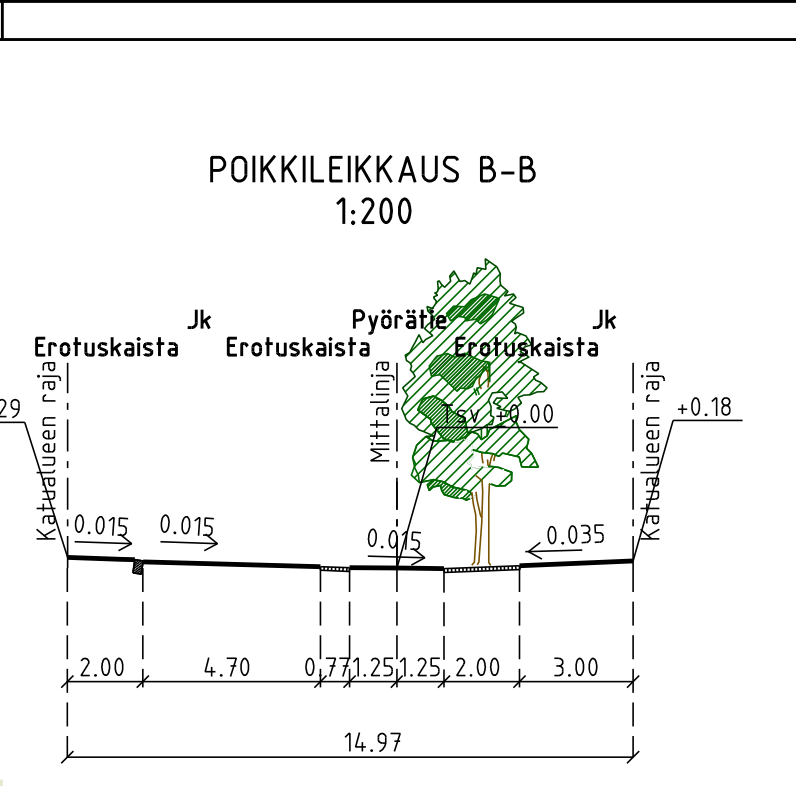 POIKKILEIKKAUS B-B
1:200
Jk Pyörätie Jk
Erotuskaista Erotuskaista Erotuskaista
Katualueen raja Mittalinja Katualueen raja
29 Tsv +0.00 +0.18
0.015 0.015 0.015 0.035
2.00 4.70 0.77 1.25 1.25 2.00 3.00
14.97